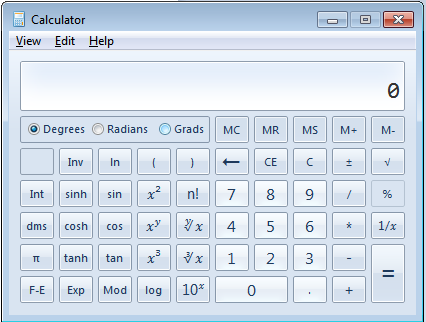 Calculator
View Edit Help
0
Degrees Radians Grads MC MR MS M+ M-
Inv ln ( ) ← CE C ± √
Int sinh sin x² n! 7 8 9 / %
dms cosh cos xʸ ʸ√x 4 5 6 * 1/x
π tanh tan x³ ³√x 1 2 3 - =
F-E Exp Mod log 10ˣ 0 . +